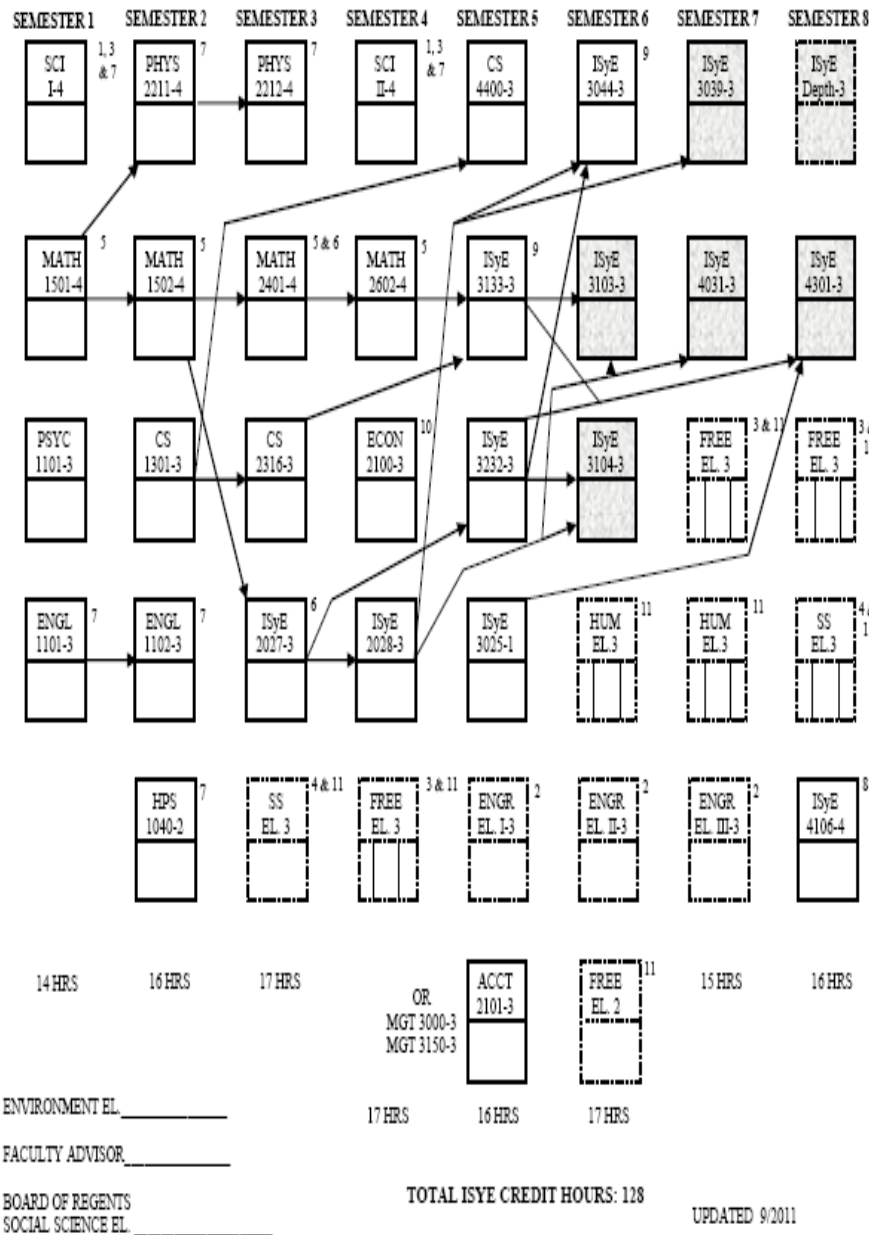 SEMESTER 1 SEMESTER 2 SEMESTER 3 SEMESTER 4 SEMESTER 5 SEMESTER 6 SEMESTER 7 SEMESTER 8
SCI
I-4
1, 3
& 7
PHYS
2211-4
7
PHYS
2212-4
7
SCI
II-4
1, 3
& 7
CS
4400-3
ISyE
3044-3
9
ISyE
3039-3
ISyE
Depth-3
MATH
1501-4
5
MATH
1502-4
5
MATH
2401-4
5 & 6
MATH
2602-4
5
ISyE
3133-3
9
ISyE
3103-3
ISyE
4031-3
ISyE
4301-3
PSYC
1101-3
CS
1301-3
CS
2316-3
ECON
2100-3
10
ISyE
3232-3
ISyE
3104-3
FREE
EL. 3
3 & 11
FREE
EL. 3
3
1
ENGL
1101-3
7
ENGL
1102-3
7
ISyE
2027-3
6
ISyE
2028-3
ISyE
3025-1
HUM
EL.3
11
HUM
EL.3
11
SS
EL.3
4
1
HPS
1040-2
7
SS
EL. 3
4 & 11
FREE
EL. 3
3 & 11
ENGR
EL. I-3
2
ENGR
EL. II-3
2
ENGR
EL. III-3
2
ISyE
4106-4
8
14 HRS
16 HRS
17 HRS
OR
MGT 3000-3
MGT 3150-3
ACCT
2101-3
FREE
EL. 2
11
15 HRS
16 HRS
17 HRS
16 HRS
17 HRS
ENVIRONMENT EL.
FACULTY ADVISOR
BOARD OF REGENTS
SOCIAL SCIENCE EL.
TOTAL ISYE CREDIT HOURS: 128
UPDATED 9/2011